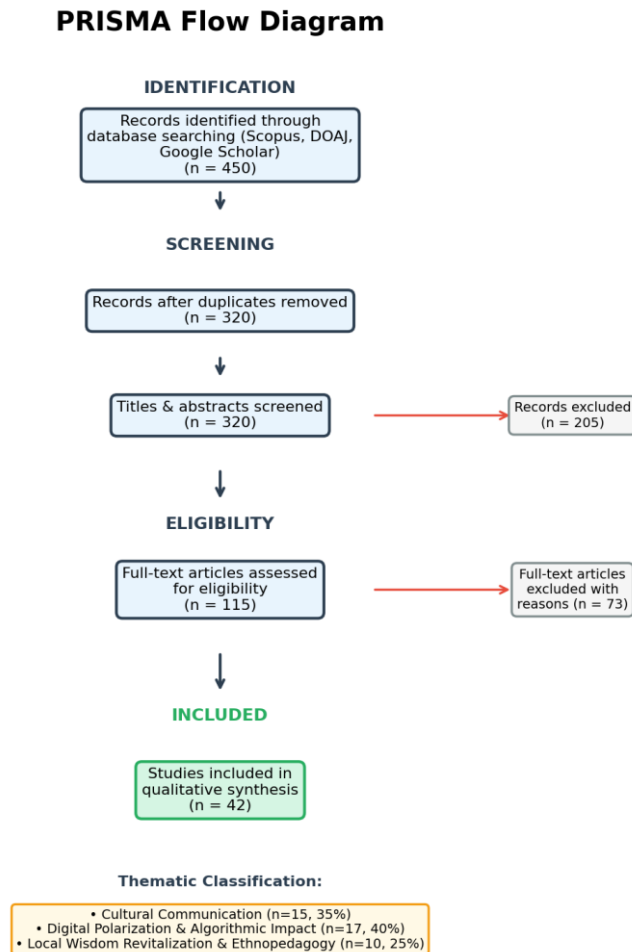 PRISMA Flow Diagram
IDENTIFICATION
Records identified through
database searching (Scopus, DOAJ,
Google Scholar)
(n = 450)
SCREENING
Records after duplicates removed
(n = 320)
Titles & abstracts screened
(n = 320)
Records excluded
(n = 205)
ELIGIBILITY
Full-text articles assessed
for eligibility
(n = 115)
Full-text articles
excluded with
reasons (n = 73)
INCLUDED
Studies included in
qualitative synthesis
(n = 42)
Thematic Classification:
• Cultural Communication (n=15, 35%)
• Digital Polarization & Algorithmic Impact (n=17, 40%)
• Local Wisdom Revitalization & Ethnopedagogy (n=10, 25%)